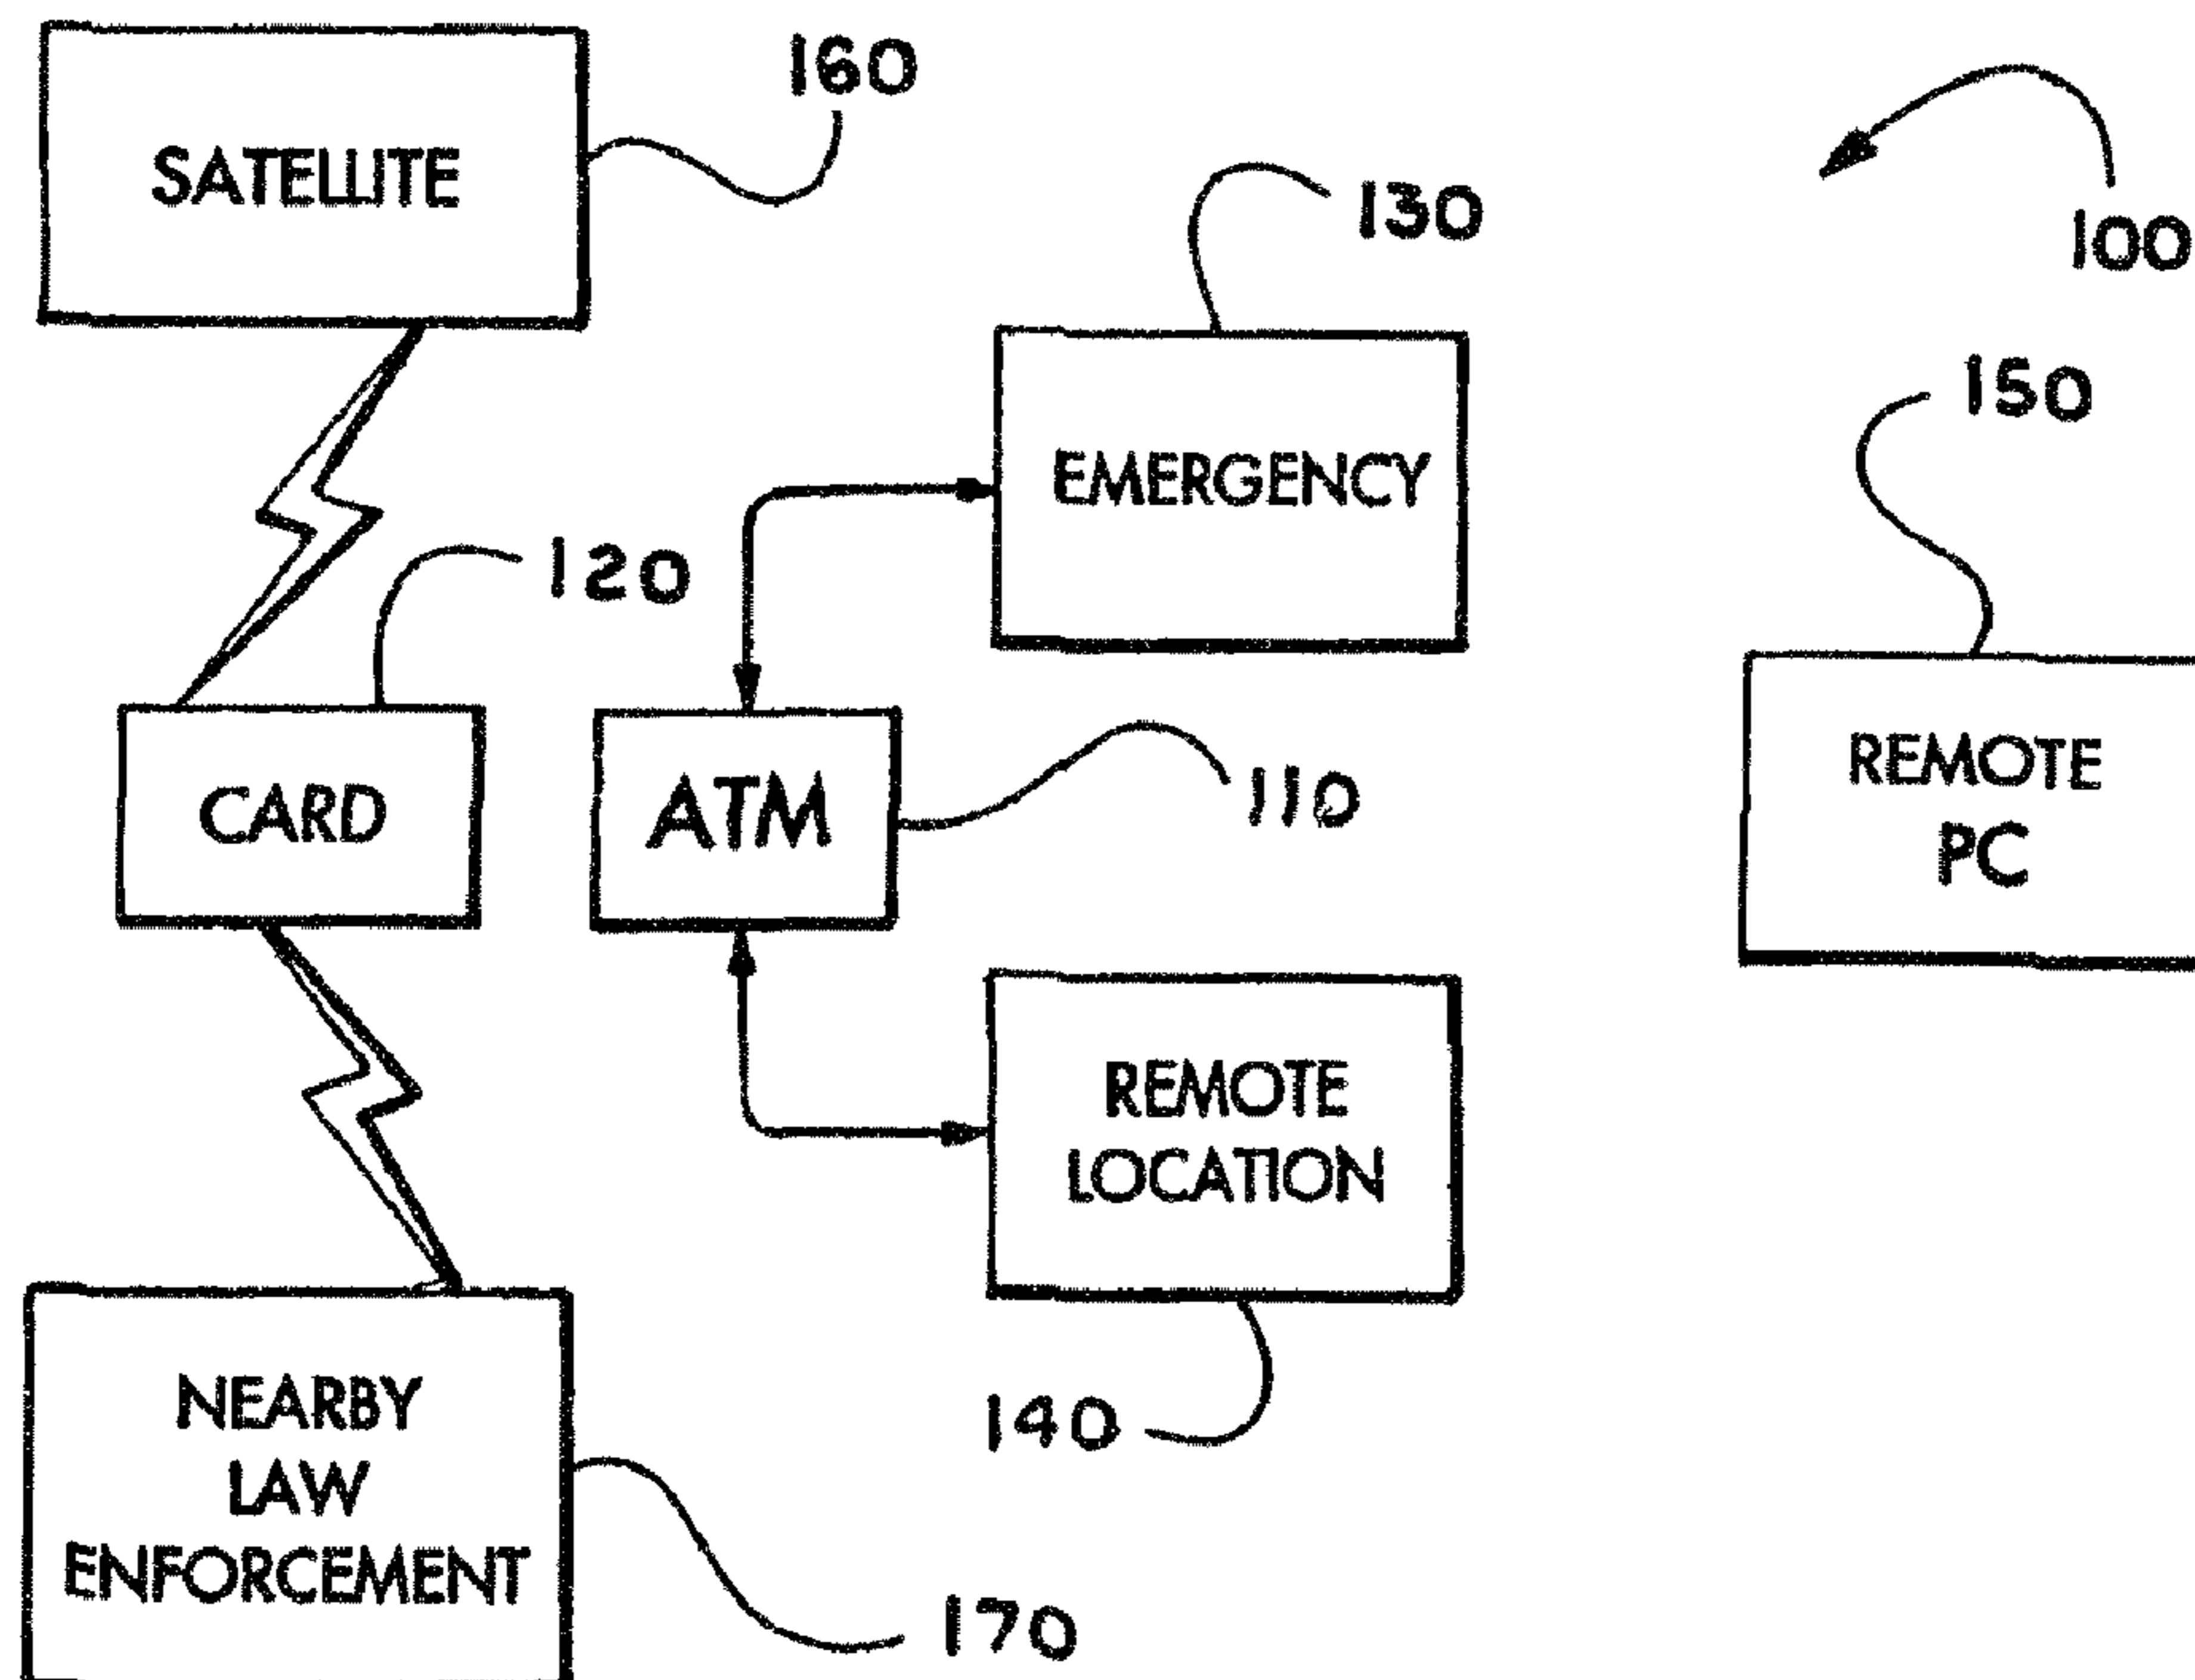 160
SATELLITE
130
100
150
EMERGENCY
120
REMOTE
PC
CARD
ATM
110
REMOTE
LOCATION
140
NEARBY
LAW
ENFORCEMENT
170